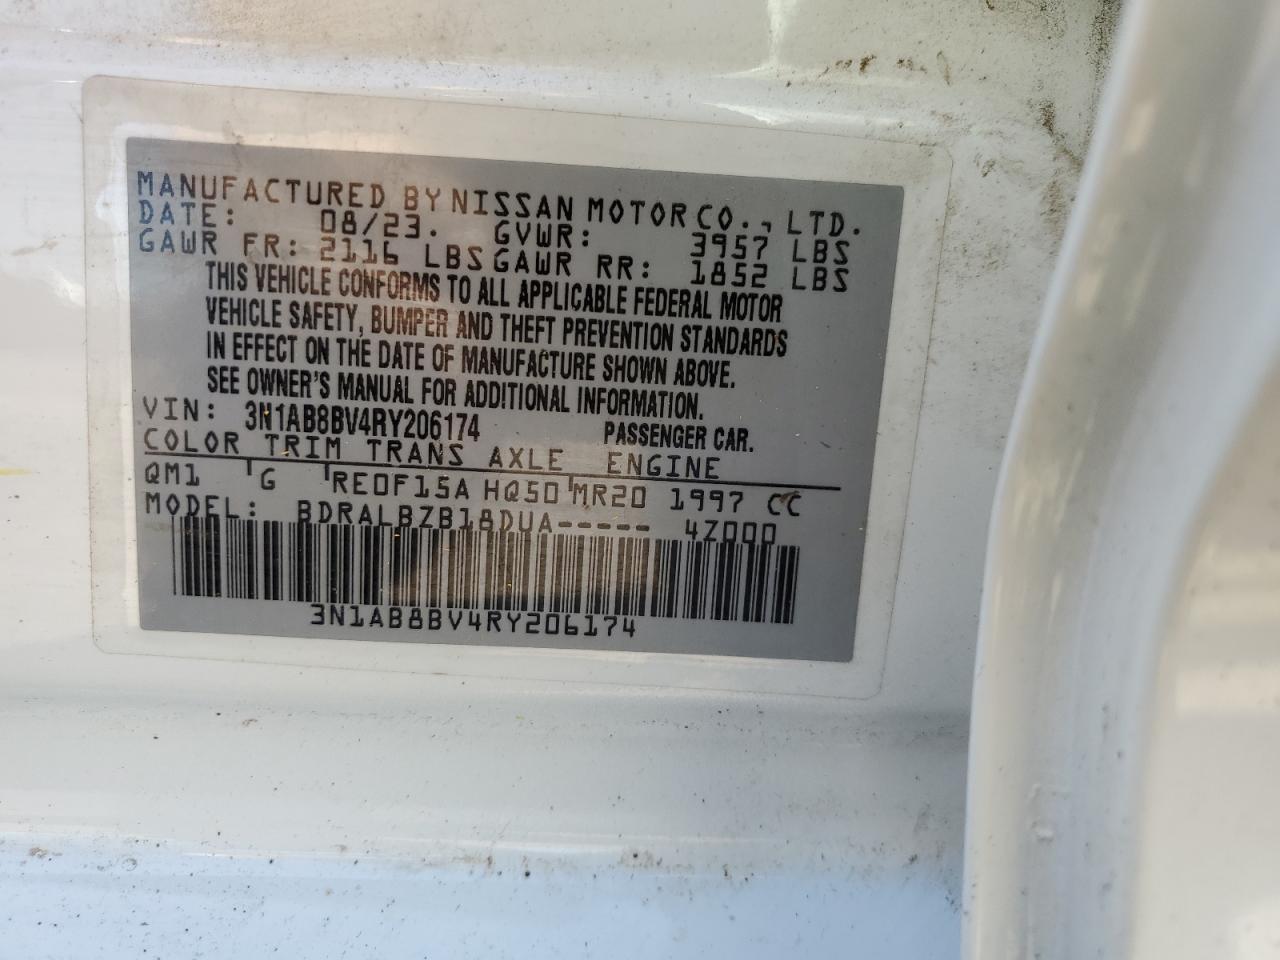 MANUFACTURED BY NISSAN MOTOR CO., LTD.
DATE: 08/23. GVWR: 3957 LBS
GAWR FR: 2116 LBS GAWR RR: 1852 LBS
THIS VEHICLE CONFORMS TO ALL APPLICABLE FEDERAL MOTOR
VEHICLE SAFETY, BUMPER AND THEFT PREVENTION STANDARDS
IN EFFECT ON THE DATE OF MANUFACTURE SHOWN ABOVE.
SEE OWNER'S MANUAL FOR ADDITIONAL INFORMATION.
VIN: 3N1AB8BV4RY206174 PASSENGER CAR.
COLOR TRIM TRANS AXLE ENGINE
QM1 G RE0F15A HQ50 MR20 1997 CC
MODEL: BDRALBZB18DUA----- 4Z000
3N1AB8BV4RY206174